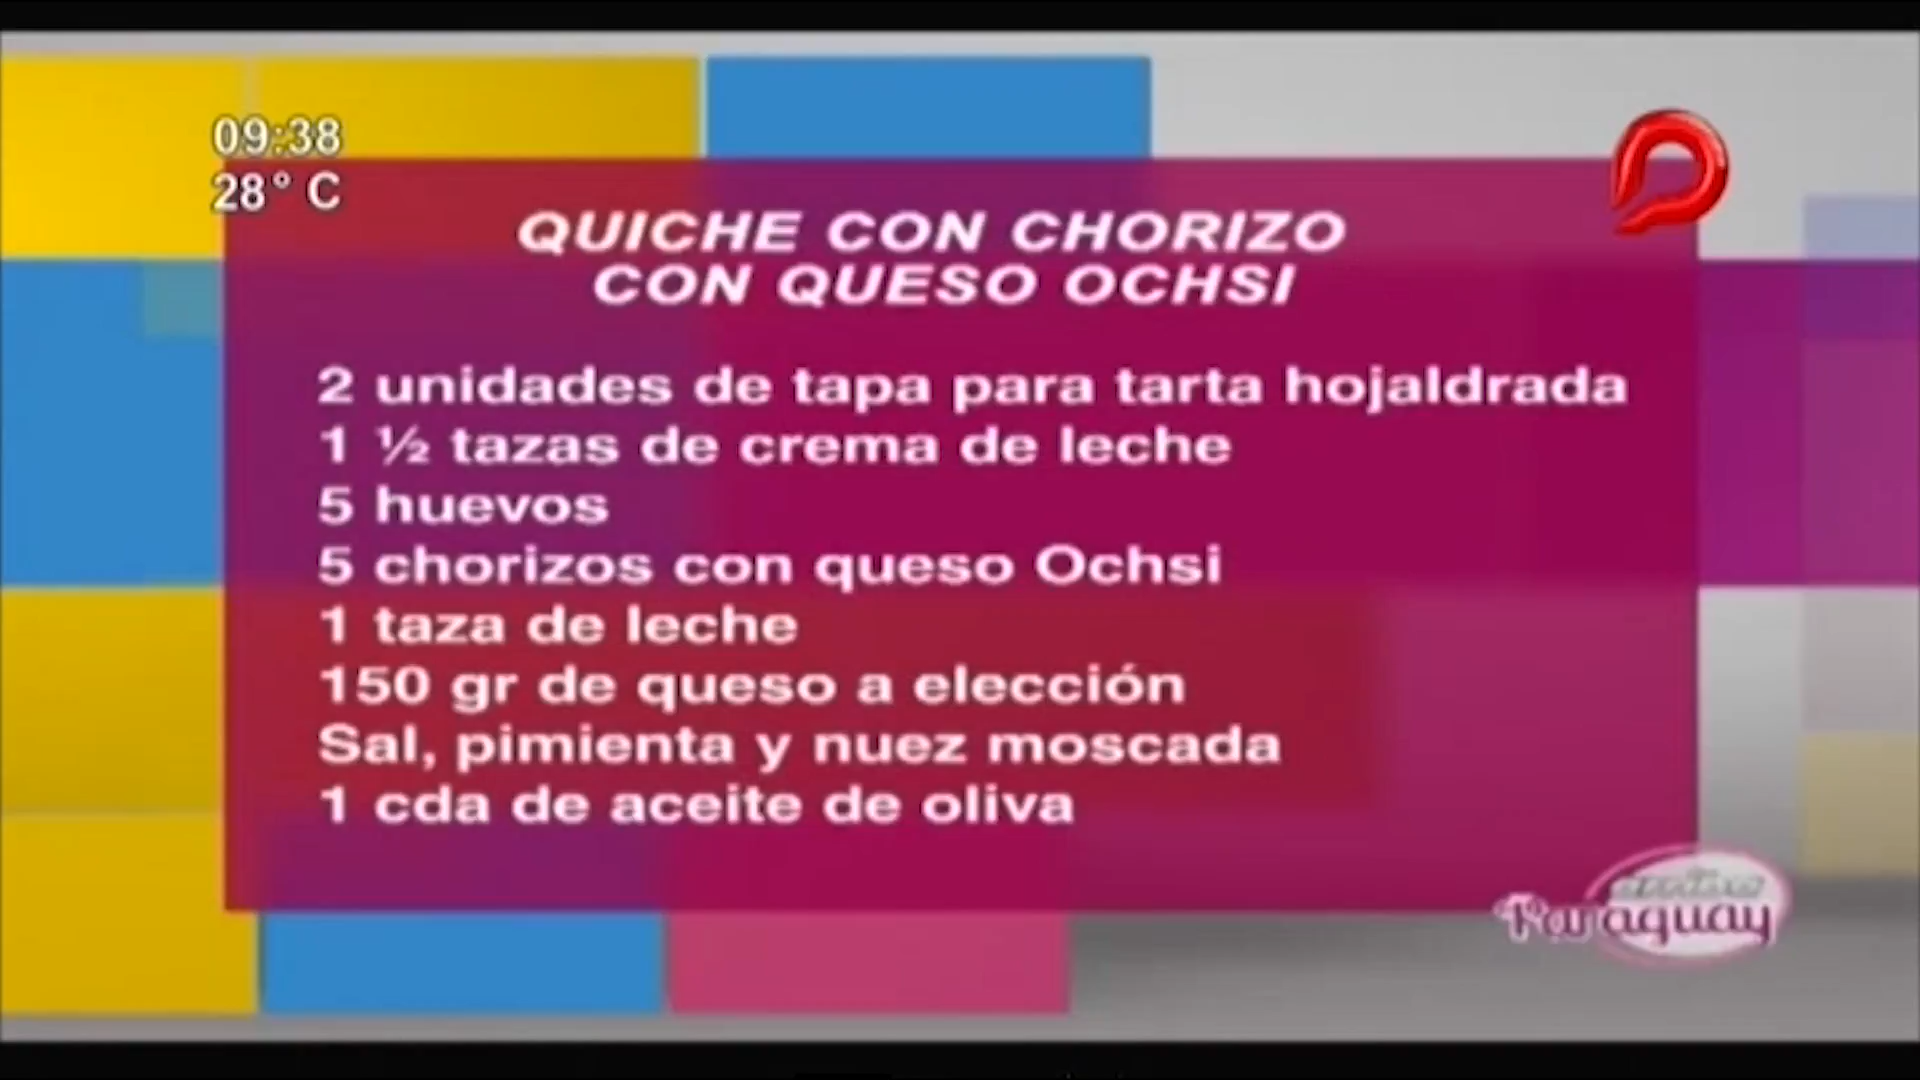 09:38
28° C
QUICHE CON CHORIZO
CON QUESO OCHSI
2 unidades de tapa para tarta hojaldrada
1 ½ tazas de crema de leche
5 huevos
5 chorizos con queso Ochsi
1 taza de leche
150 gr de queso a elección
Sal, pimienta y nuez moscada
1 cda de aceite de oliva
Paraguay